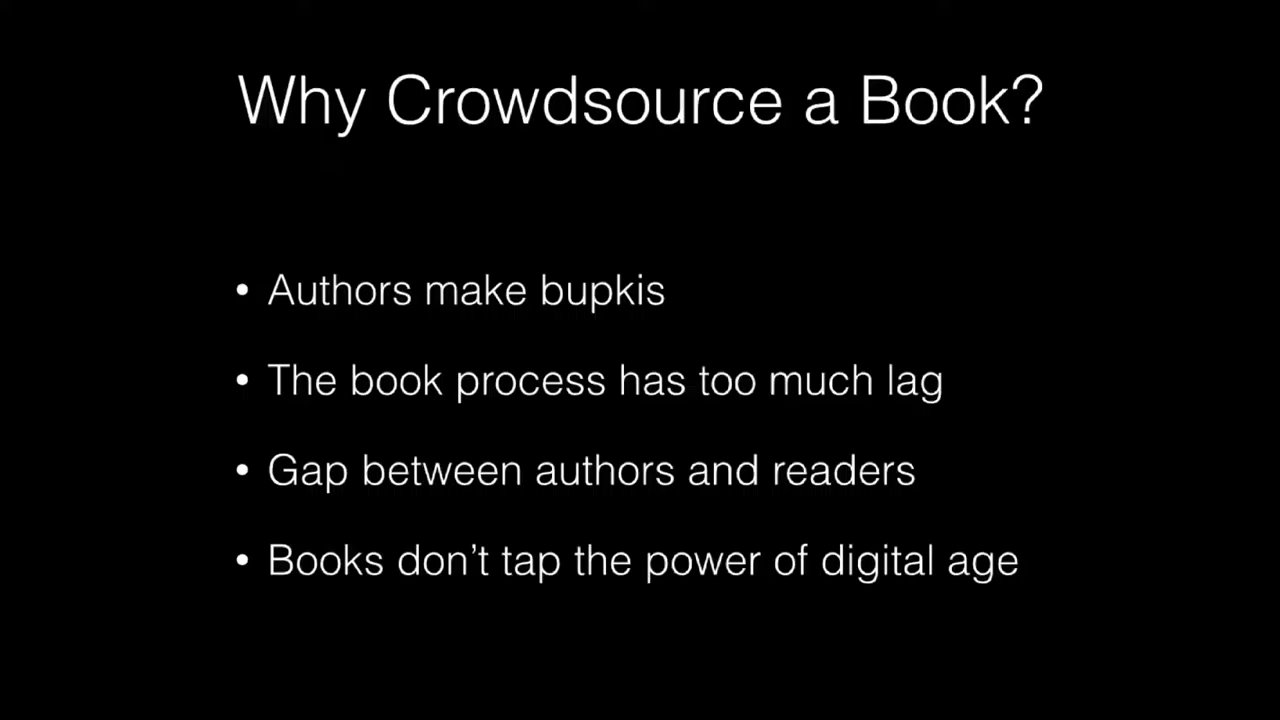 Why Crowdsource a Book?
• Authors make bupkis
• The book process has too much lag
• Gap between authors and readers
• Books don’t tap the power of digital age